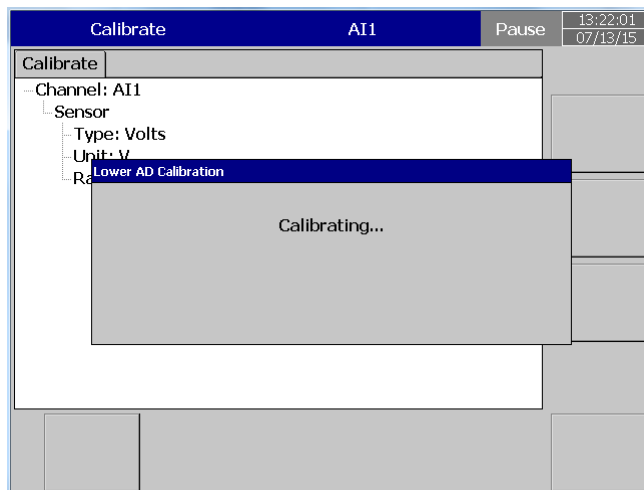 Calibrate AI1 Pause 13:22:01
07/13/15
Calibrate
Channel: AI1
Sensor
Type: Volts
Unit: V
Ra
Lower AD Calibration
Calibrating...